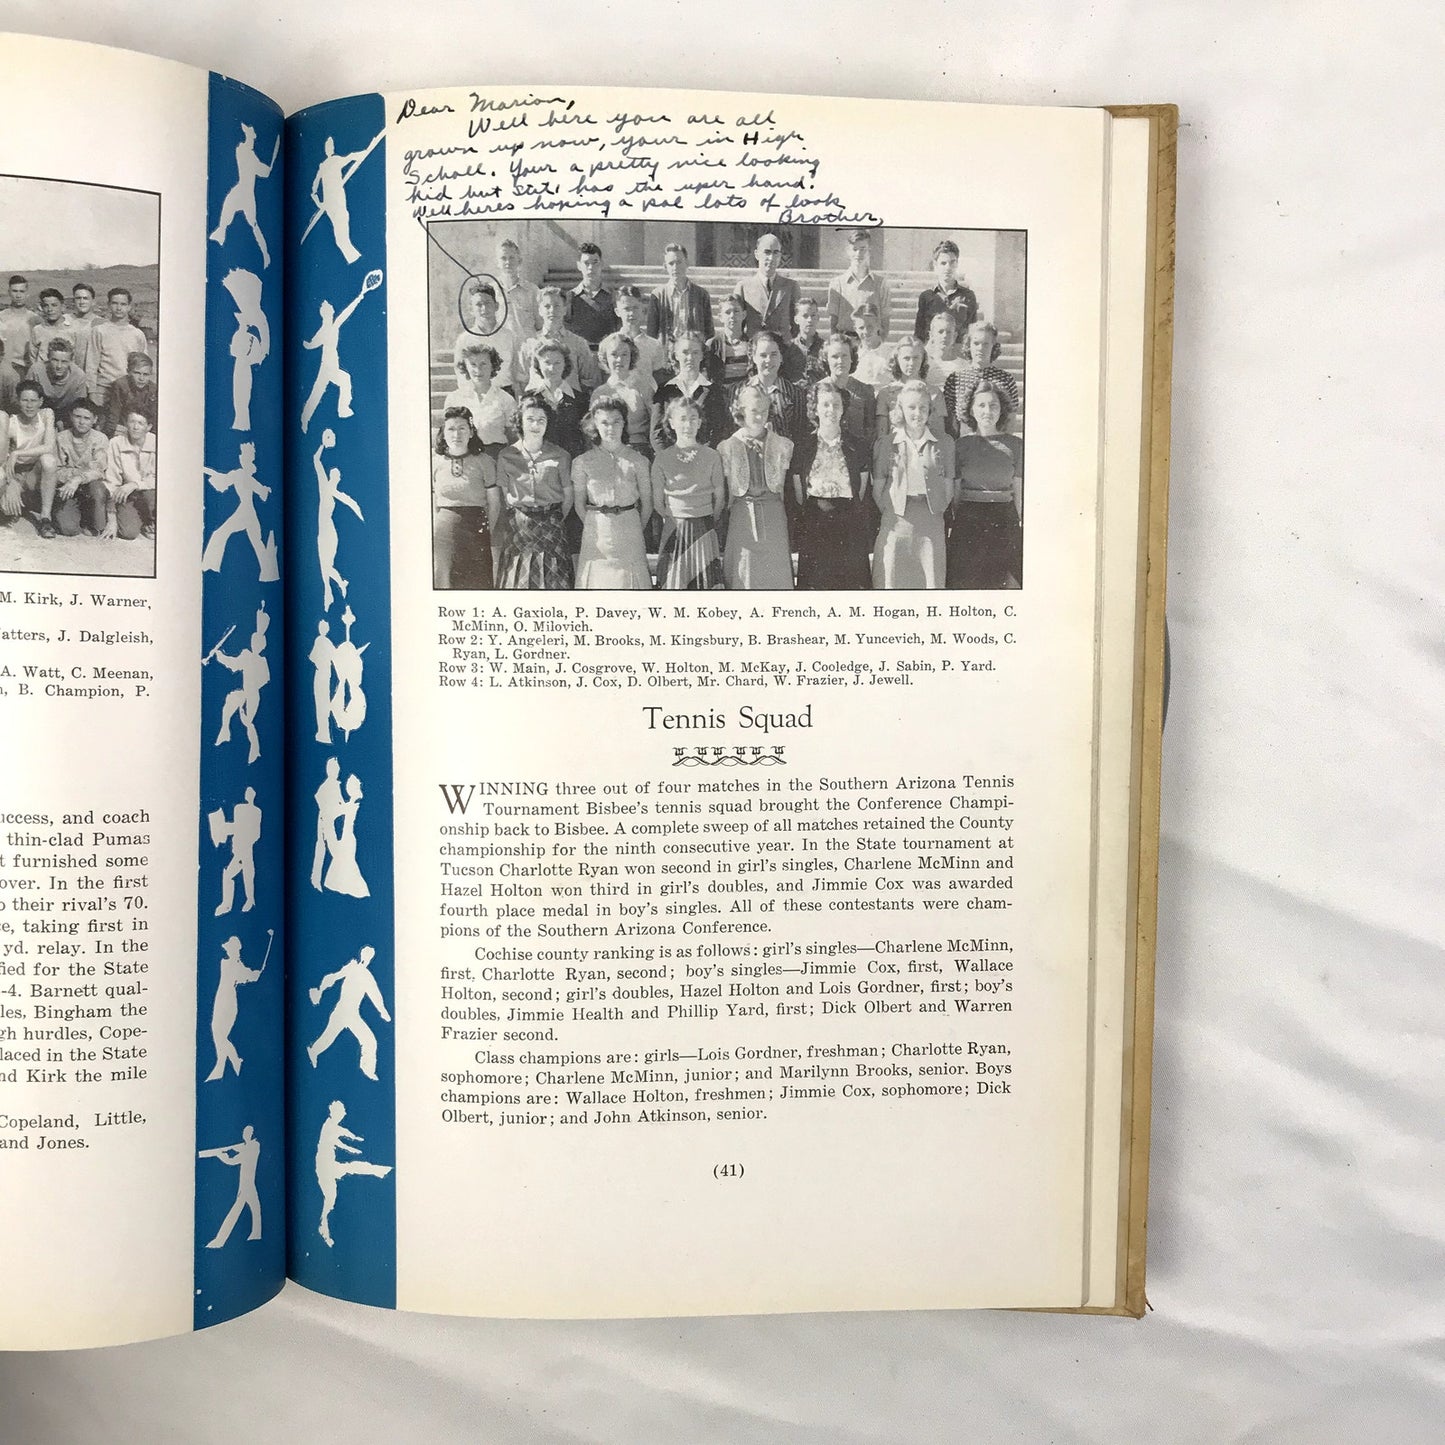 M. Kirk, J. Warner,
Watters, J. Dalgleish,
A. Watt, C. Meenan,
B. Champion, P.
success, and coach
thin-clad Pumas
furnished some
over. In the first
their rival's 70.
taking first in
yd. relay. In the
fied for the State
-4. Barnett qual-
les, Bingham the
gh hurdles, Cope-
laced in the State
nd Kirk the mile
Copeland, Little,
and Jones.
Dear Marion,
Well here you are all
grown up now, your in High
Scholl. Your a pretty nice looking
kid but has the uper hand.
Well heres hoping a pal lots of look
Brother,
Row 1: A. Gaxiola, P. Davey, W. M. Kobey, A. French, A. M. Hogan, H. Holton, C.
McMinn, O. Milovich.
Row 2: Y. Angeleri, M. Brooks, M. Kingsbury, B. Brashear, M. Yuncevich, M. Woods, C.
Ryan, L. Gordner.
Row 3: W. Main, J. Cosgrove, W. Holton, M. McKay, J. Cooledge, J. Sabin, P. Yard.
Row 4: L. Atkinson, J. Cox, D. Olbert, Mr. Chard, W. Frazier, J. Jewell.
Tennis Squad
WINNING three out of four matches in the Southern Arizona Tennis
Tournament Bisbee's tennis squad brought the Conference Champi-
onship back to Bisbee. A complete sweep of all matches retained the County
championship for the ninth consecutive year. In the State tournament at
Tucson Charlotte Ryan won second in girl's singles, Charlene McMinn and
Hazel Holton won third in girl's doubles, and Jimmie Cox was awarded
fourth place medal in boy's singles. All of these contestants were cham-
pions of the Southern Arizona Conference.
Cochise county ranking is as follows: girl's singles—Charlene McMinn,
first, Charlotte Ryan, second; boy's singles—Jimmie Cox, first, Wallace
Holton, second; girl's doubles, Hazel Holton and Lois Gordner, first; boy's
doubles, Jimmie Health and Phillip Yard, first; Dick Olbert and Warren
Frazier second.
Class champions are: girls—Lois Gordner, freshman; Charlotte Ryan,
sophomore; Charlene McMinn, junior; and Marilynn Brooks, senior. Boys
champions are: Wallace Holton, freshmen; Jimmie Cox, sophomore; Dick
Olbert, junior; and John Atkinson, senior.
(41)